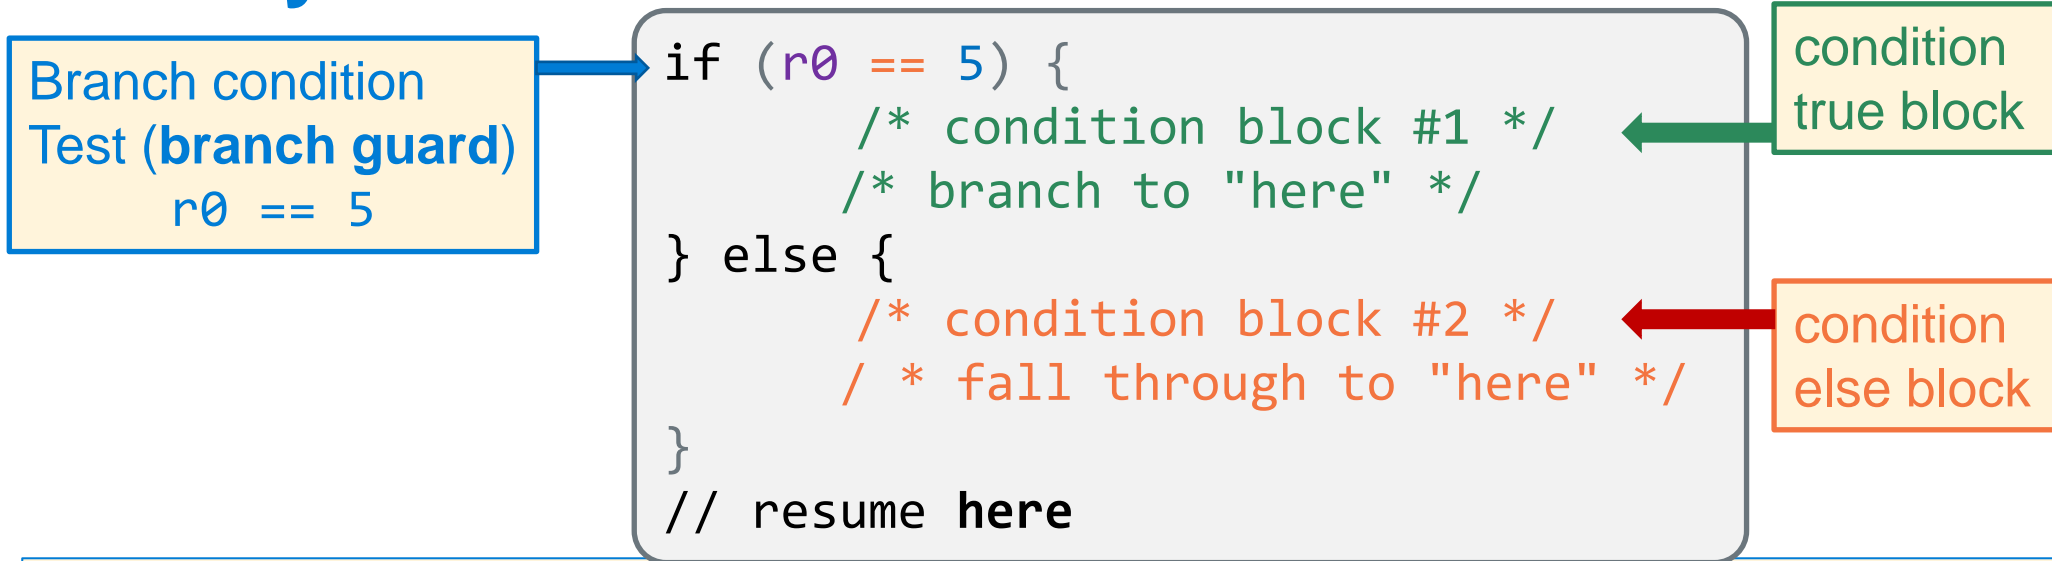 Branch condition
Test (branch guard)
r0 == 5
if (r0 == 5) {
/* condition block #1 */
/* branch to "here" */
} else {
/* condition block #2 */
/ * fall through to "here" */
}
// resume here
condition
true block
condition
else block